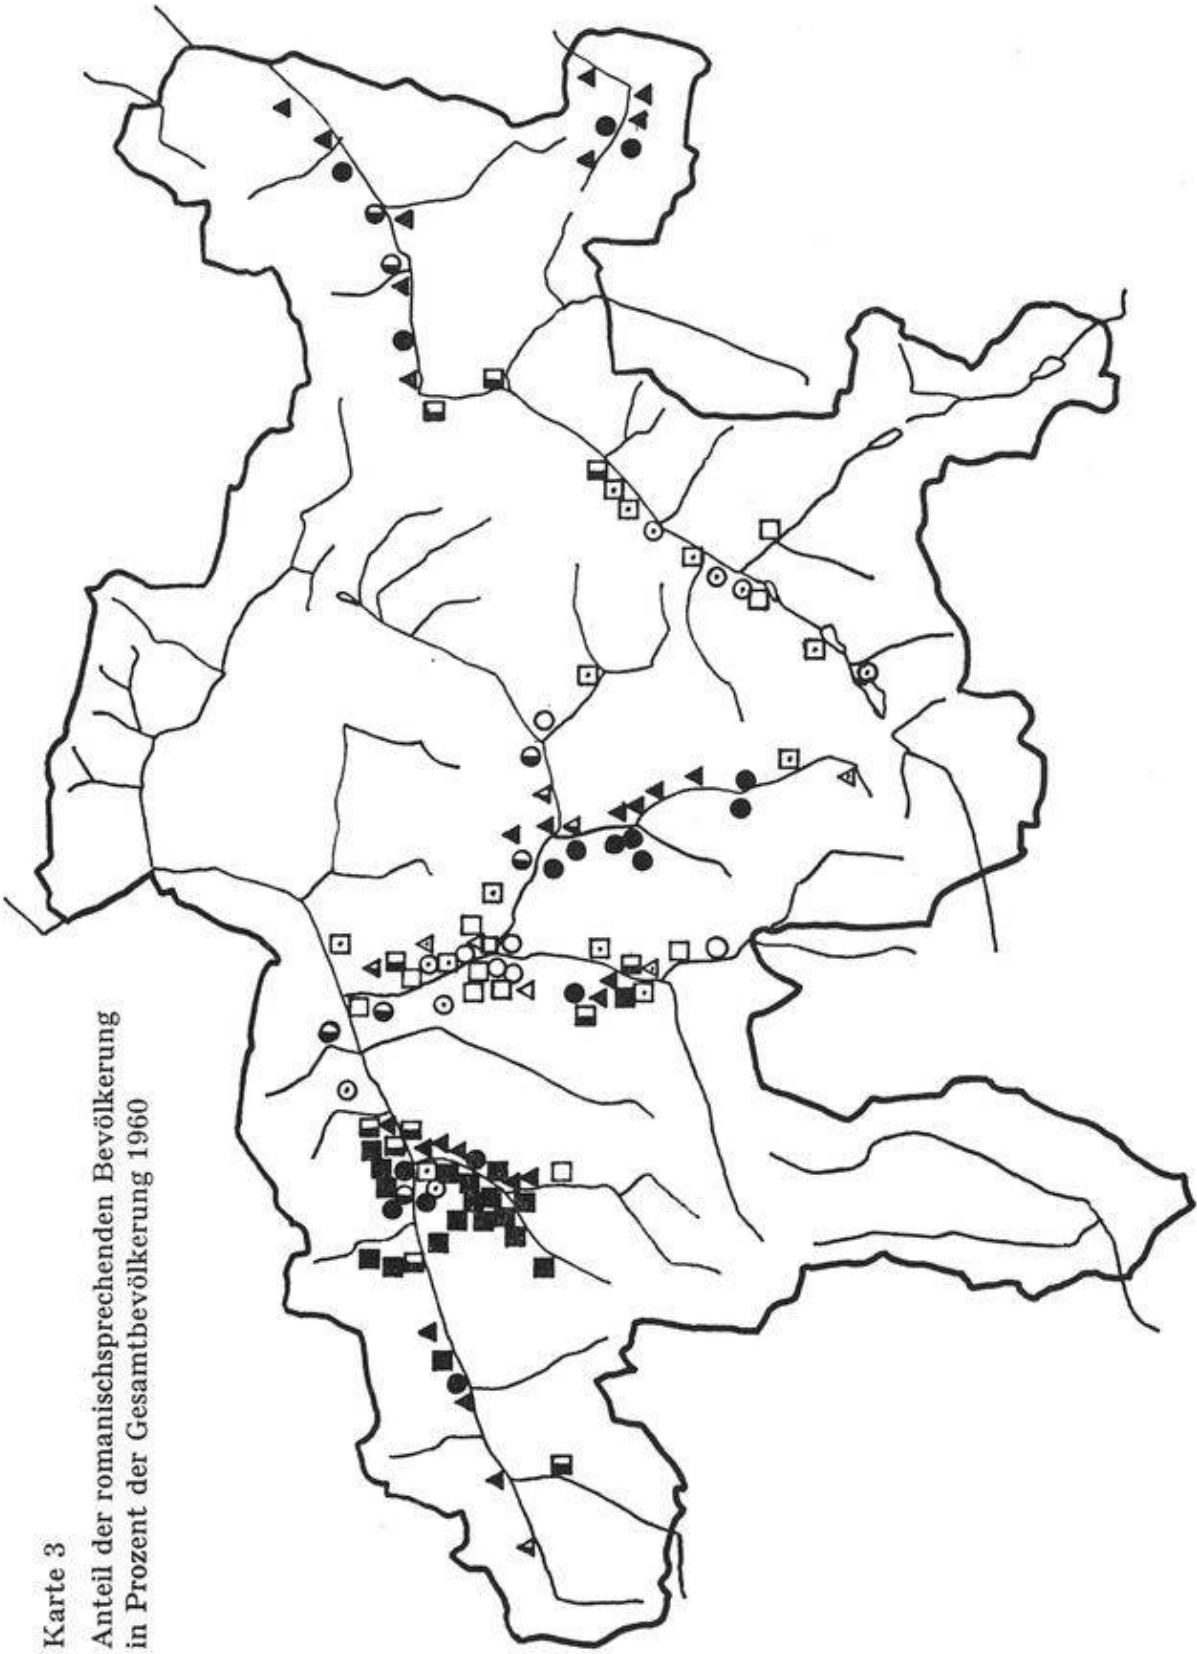 Karte 3
Anteil der romanischsprechenden Bevölkerung
in Prozent der Gesamtbevölkerung 1960